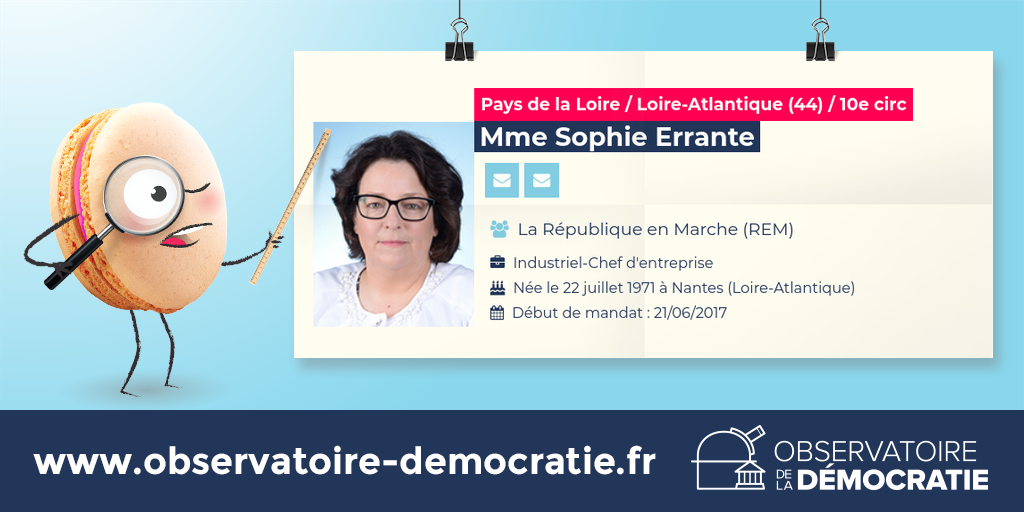 Pays de la Loire / Loire-Atlantique (44) / 10e circ
Mme Sophie Errante
La République en Marche (REM)
Industriel-Chef d'entreprise
Née le 22 juillet 1971 à Nantes (Loire-Atlantique)
Début de mandat : 21/06/2017
www.observatoire-democratie.fr
OBSERVATOIRE
DE LA DÉMOCRATIE